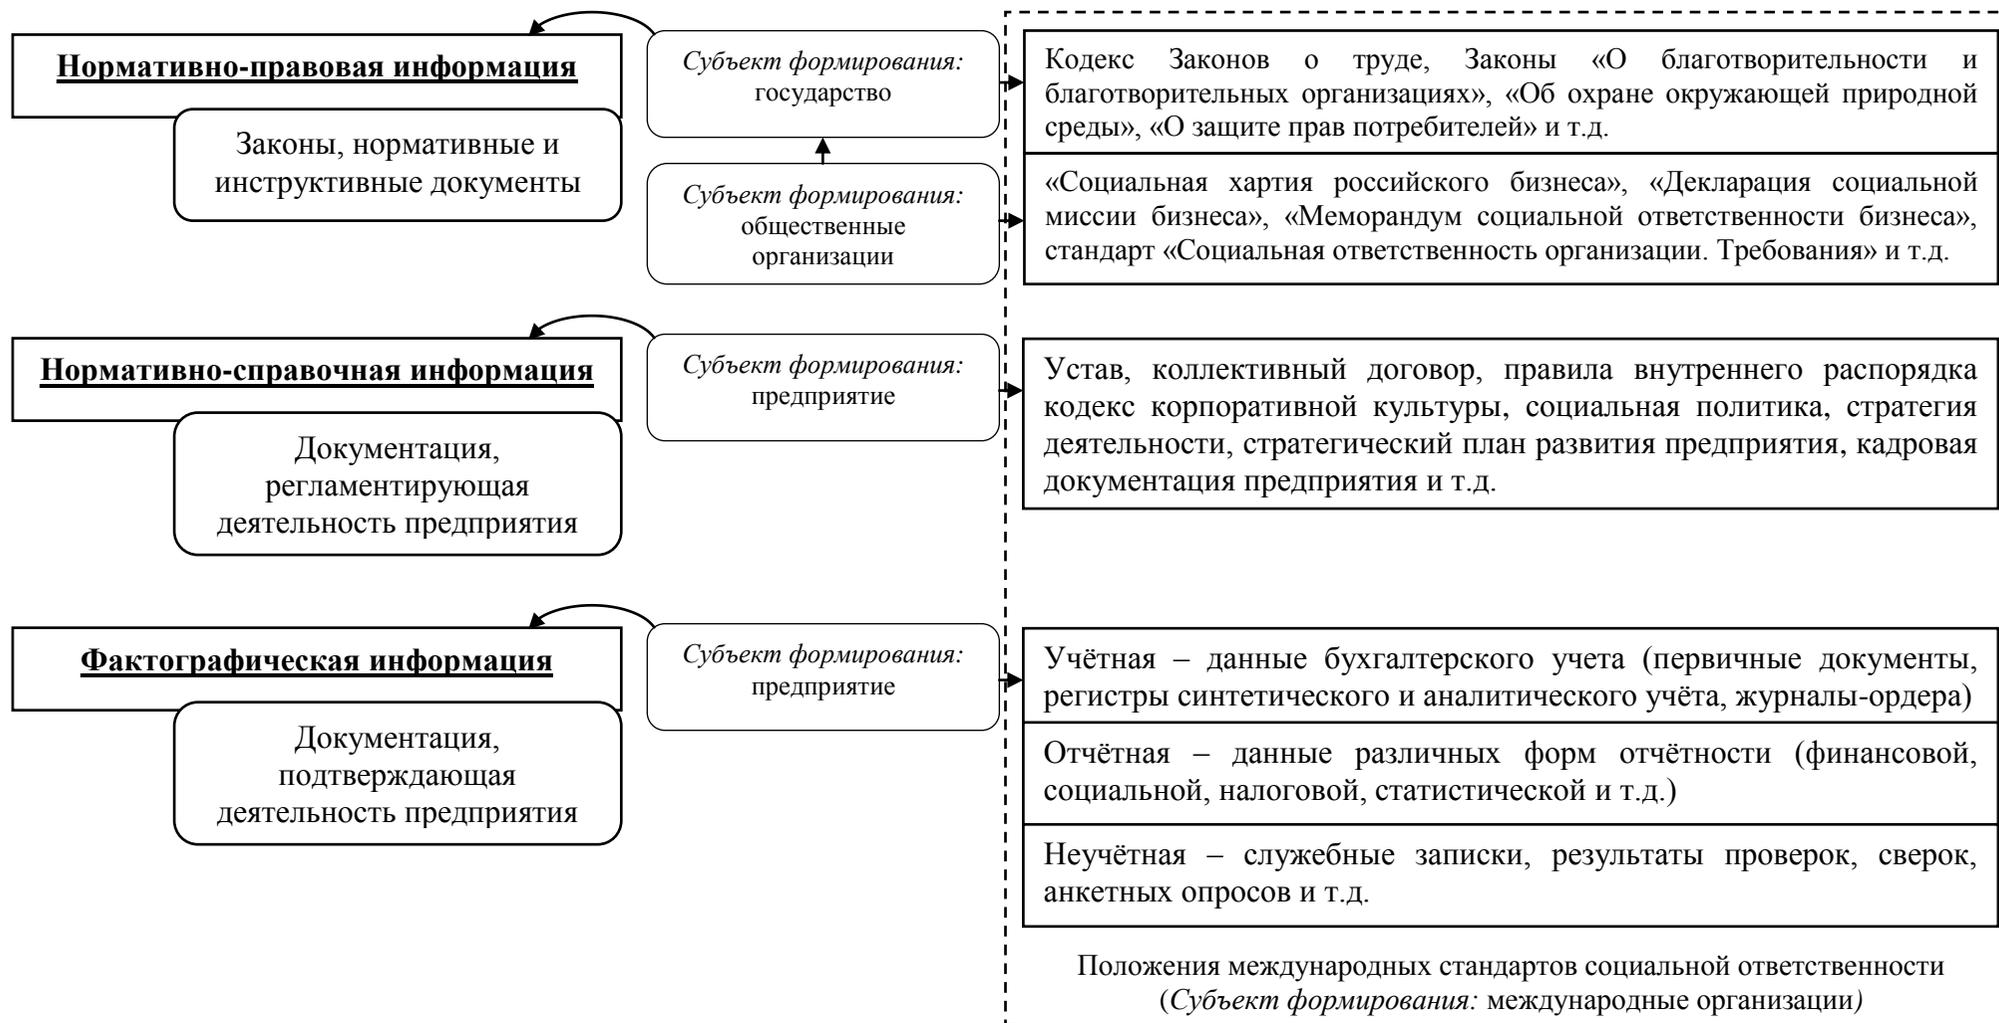 Нормативно-правовая информация
Законы, нормативные и
инструктивные документы
Субъект формирования:
государство
Субъект формирования:
общественные
организации
Кодекс Законов о труде, Законы «О благотворительности и
благотворительных организациях», «Об охране окружающей природной
среды», «О защите прав потребителей» и т.д.
«Социальная хартия российского бизнеса», «Декларация социальной
миссии бизнеса», «Меморандум социальной ответственности бизнеса»,
стандарт «Социальная ответственность организации. Требования» и т.д.
Нормативно-справочная информация
Документация,
регламентирующая
деятельность предприятия
Субъект формирования:
предприятие
Устав, коллективный договор, правила внутреннего распорядка
кодекс корпоративной культуры, социальная политика, стратегия
деятельности, стратегический план развития предприятия, кадровая
документация предприятия и т.д.
Фактографическая информация
Документация,
подтверждающая
деятельность предприятия
Субъект формирования:
предприятие
Учётная – данные бухгалтерского учета (первичные документы,
регистры синтетического и аналитического учёта, журналы-ордера)
Отчётная – данные различных форм отчётности (финансовой,
социальной, налоговой, статистической и т.д.)
Неучётная – служебные записки, результаты проверок, сверок,
анкетных опросов и т.д.
Положения международных стандартов социальной ответственности
(Субъект формирования: международные организации)